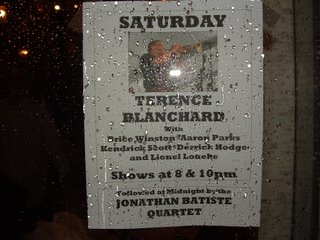 SATURDAY
TERENCE
BLANCHARD
With
Brice Winston Aaron Parks
Kendrick Scott Derrick Hodge
and Lionel Loueke
Shows at 8 & 10pm
Followed at Midnight by the
JONATHAN BATISTE
QUARTET